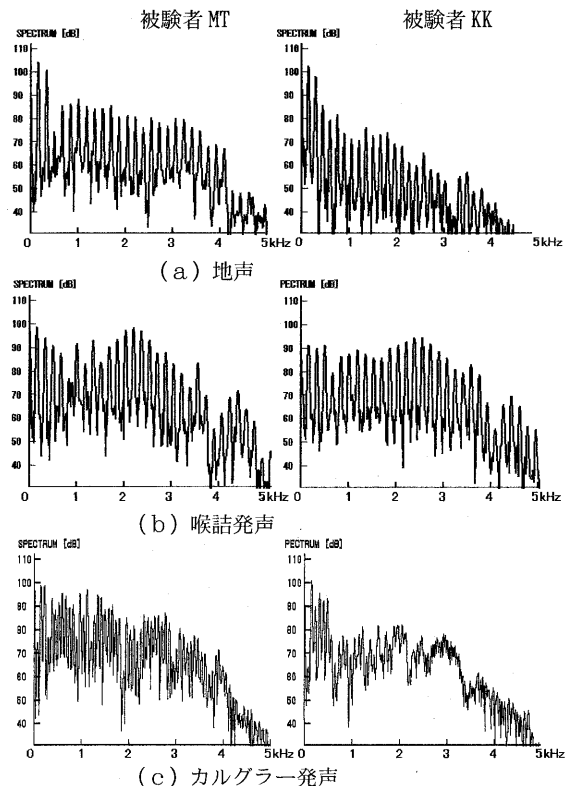 被験者MT 被験者KK
SPECTRUM [dB] SPECTRUM [dB]
110 110
100 100
90 90
80 80
70 70
60 60
50 50
40 40
0 1 2 3 4 5kHz 0 1 2 3 4 5kHz
(a)地声
SPECTRUM [dB] PECTRUM [dB]
110 110
100 100
90 90
80 80
70 70
60 60
50 50
40 40
0 1 2 3 4 5kHz 0 1 2 3 4 5kHz
(b)喉詰発声
SPECTRUM [dB] PECTRUM [dB]
110 110
100 100
90 90
80 80
70 70
60 60
50 50
40 40
0 1 2 3 4 5kHz 0 1 2 3 4 5kHz
(c)カルグラー発声